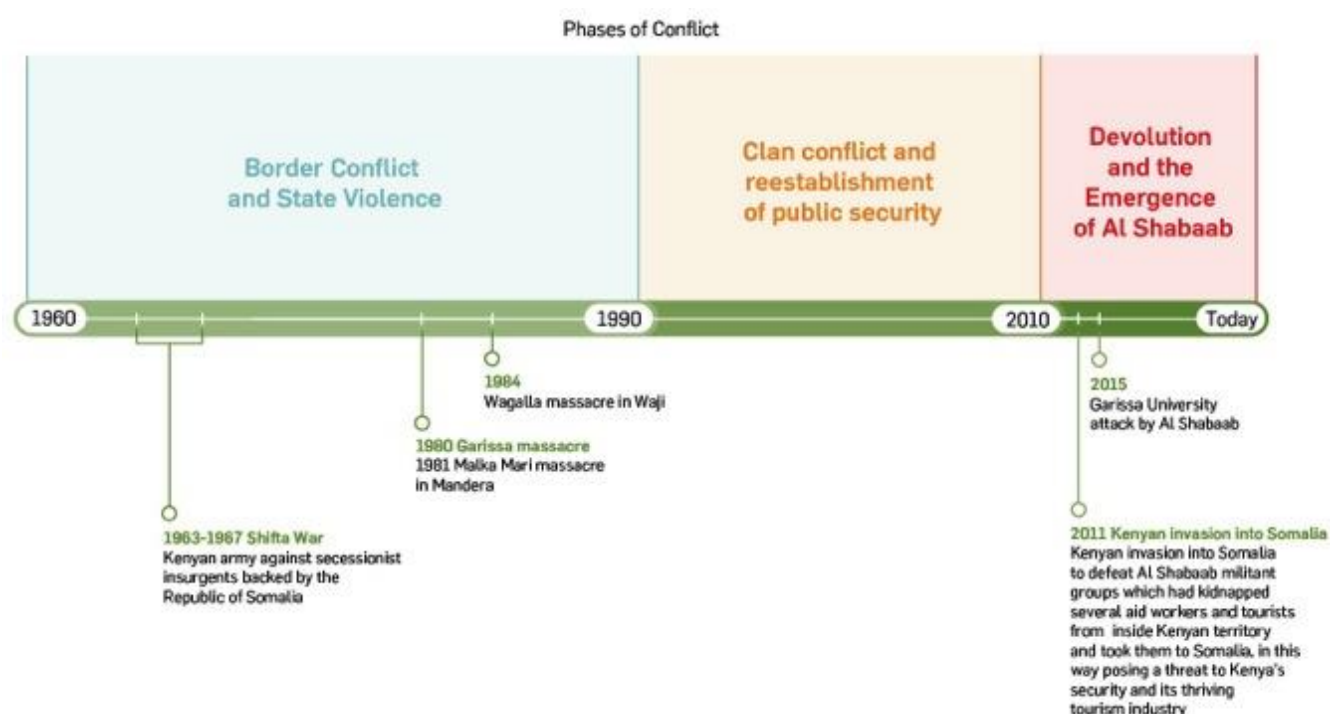 Phases of Conflict
Border Conflict
and State Violence
Clan conflict and
reestablishment
of public security
Devolution
and the
Emergence
of Al Shabaab
1960
1990
2010
Today
1963-1967 Shifta War
Kenyan army against secessionist
insurgents backed by the
Republic of Somalia
1980 Garissa massacre
1981 Malka Mari massacre
in Mandera
1984
Wagalla massacre in Waji
2015
Garissa University
attack by Al Shabaab
2011 Kenyan invasion into Somalia
Kenyan invasion into Somalia
to defeat Al Shabaab militant
groups which had kidnapped
several aid workers and tourists
from inside Kenyan territory
and took them to Somalia, in this
way posing a threat to Kenya's
security and its thriving
tourism industry